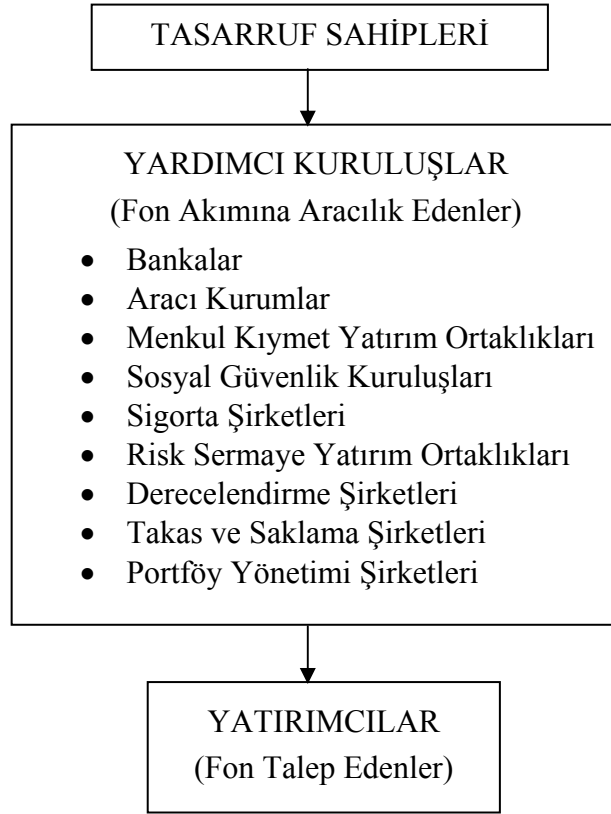 TASARRUF SAHİPLERİ
YARDIMCI KURULUŞLAR
(Fon Akımına Aracılık Edenler)
• Bankalar
• Aracı Kurumlar
• Menkul Kıymet Yatırım Ortaklıkları
• Sosyal Güvenlik Kuruluşları
• Sigorta Şirketleri
• Risk Sermaye Yatırım Ortaklıkları
• Derecelendirme Şirketleri
• Takas ve Saklama Şirketleri
• Portföy Yönetimi Şirketleri
YATIRIMCILAR
(Fon Talep Edenler)